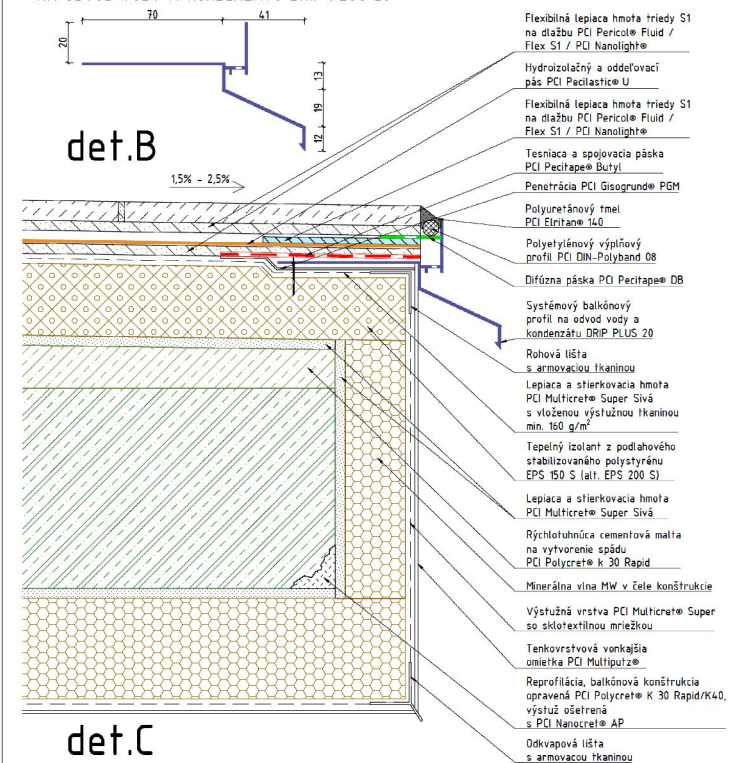 70
41
20
13
19
12
det.B
1,5% - 2,5%
Flexibilná lepiaca hmota triedy S1
na dlažbu PCI Pericol® Fluid /
Flex S1 / PCI Nanolight®
Hydroizolačný a oddeľovací
pás PCI Pecilastic® U
Flexibilná lepiaca hmota triedy S1
na dlažbu PCI Pericol® Fluid /
Flex S1 / PCI Nanolight®
Tesniaca a spojovacia páska
PCI Pecitape® Butyl
Penetrácia PCI Gisogrund® PGM
Polyuretánový tmel
PCI Elritan® 140
Polyetylénový výplňový
profil PCI DIN-Polyband 08
Difúzna páska PCI Pecitape® DB
Systémový balkónový
profil na odvod vody a
kondenzátu DRIP PLUS 20
Rohová lišta
s armovaciou tkaninou
Lepiaca a stierkovacia hmota
PCI Multicret® Super Sivá
s vloženou výstužnou tkaninou
min. 160 g/m²
Tepelný izolant z podlahového
stabilizovaného polystyrénu
EPS 150 S (alt. EPS 200 S)
Lepiaca a stierkovacia hmota
PCI Multicret® Super Sivá
Rýchlotuhnúca cementová malta
na vytvorenie spádu
PCI Polycret® k 30 Rapid
Minerálna vlna MW v čele konštrukcie
Výstužná vrstva PCI Multicret® Super
so sklotextilnou mriežkou
Tenkovrstvová vonkajšia
omietka PCI Multiputz®
Reprofilácia, balkónová konštrukcia
opravená PCI Polycret® K 30 Rapid/K40,
výstuž ošetrená
s PCI Nanocret® AP
Odkvapová lišta
s armovacou tkaninou
det.C